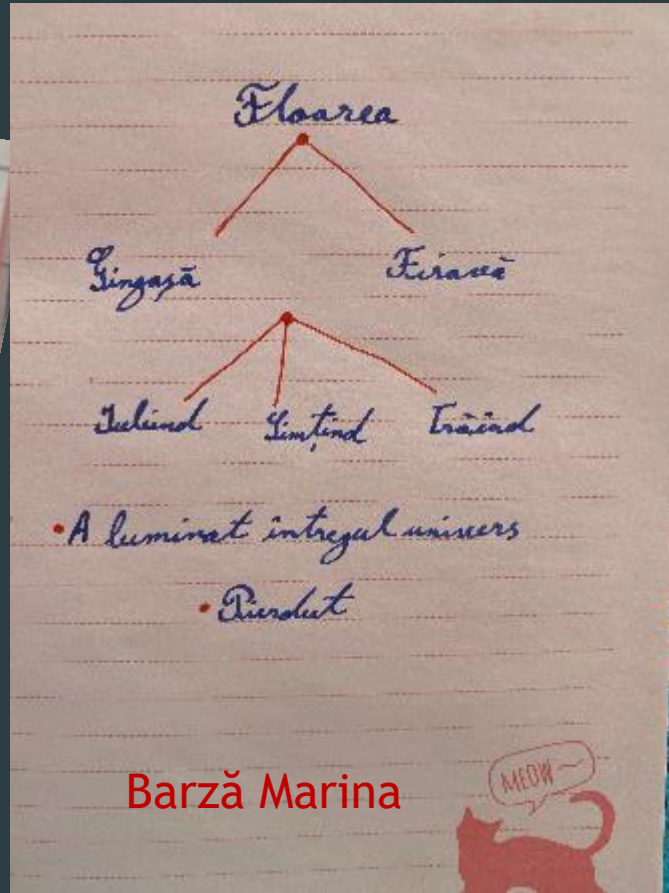 Floarea
Gingașă Firavă
Iubind Simțind Trăind
• A luminat întregul univers
• Pierdut
Barză Marina
MEOW ~